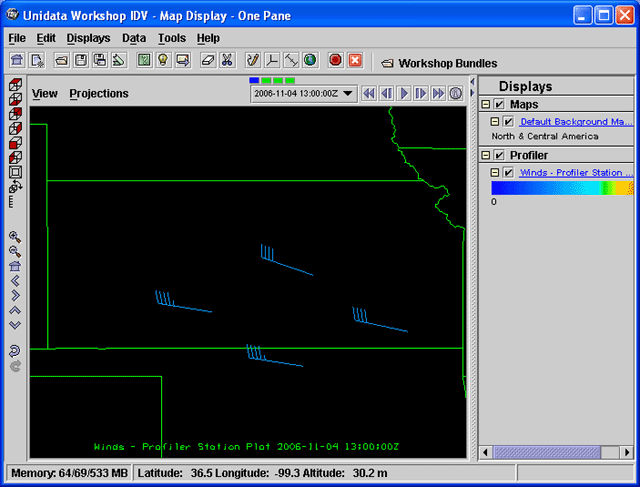 Unidata Workshop IDV - Map Display - One Pane
File Edit Displays Data Tools Help
Workshop Bundles
View Projections
2006-11-04 13:00:00Z
Displays
Maps
Default Background Ma...
North & Central America
Profiler
Winds - Profiler Station ...
0
Winds - Profiler Station Plot 2006-11-04 13:00:00Z
Memory: 64/69/533 MB Latitude: 36.5 Longitude: -99.3 Altitude: 30.2 m